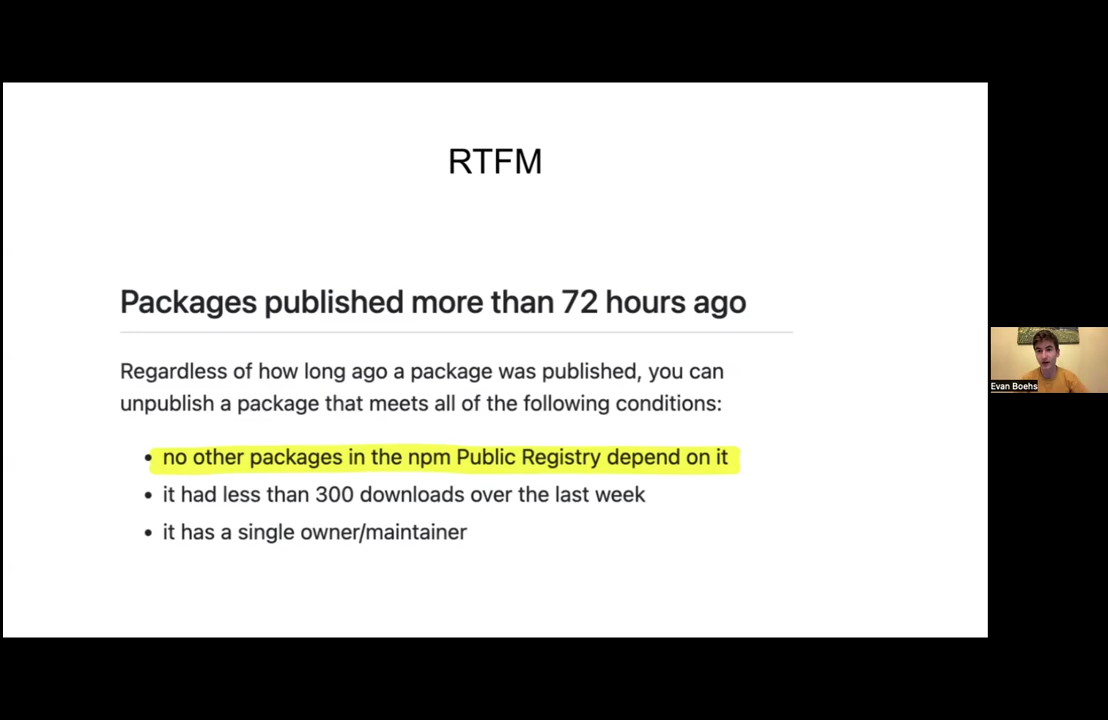 RTFM
Packages published more than 72 hours ago
Regardless of how long ago a package was published, you can
unpublish a package that meets all of the following conditions:
• no other packages in the npm Public Registry depend on it
• it had less than 300 downloads over the last week
• it has a single owner/maintainer
Evan Boehs